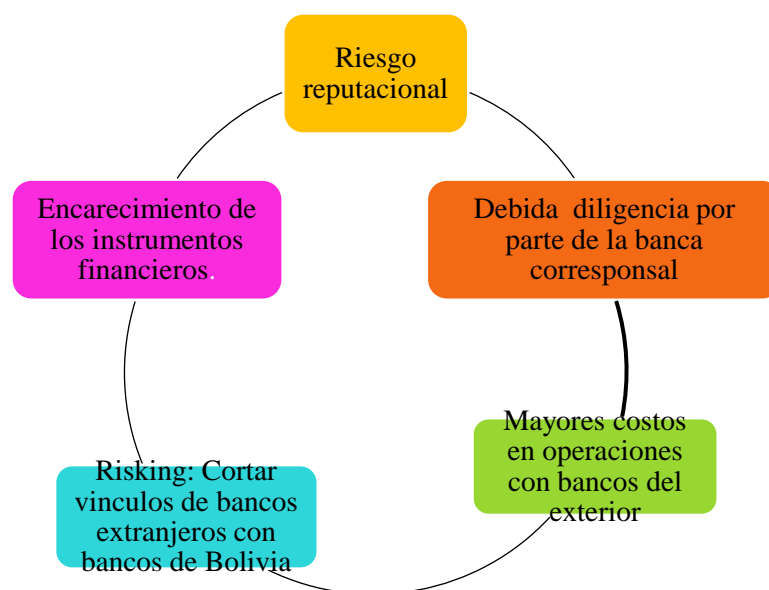 Riesgo
reputacional
Debida diligencia por
parte de la banca
corresponsal
Mayores costos
en operaciones
con bancos del
exterior
Risking: Cortar
vinculos de bancos
extranjeros con
bancos de Bolivia
Encarecimiento de
los instrumentos
financieros.